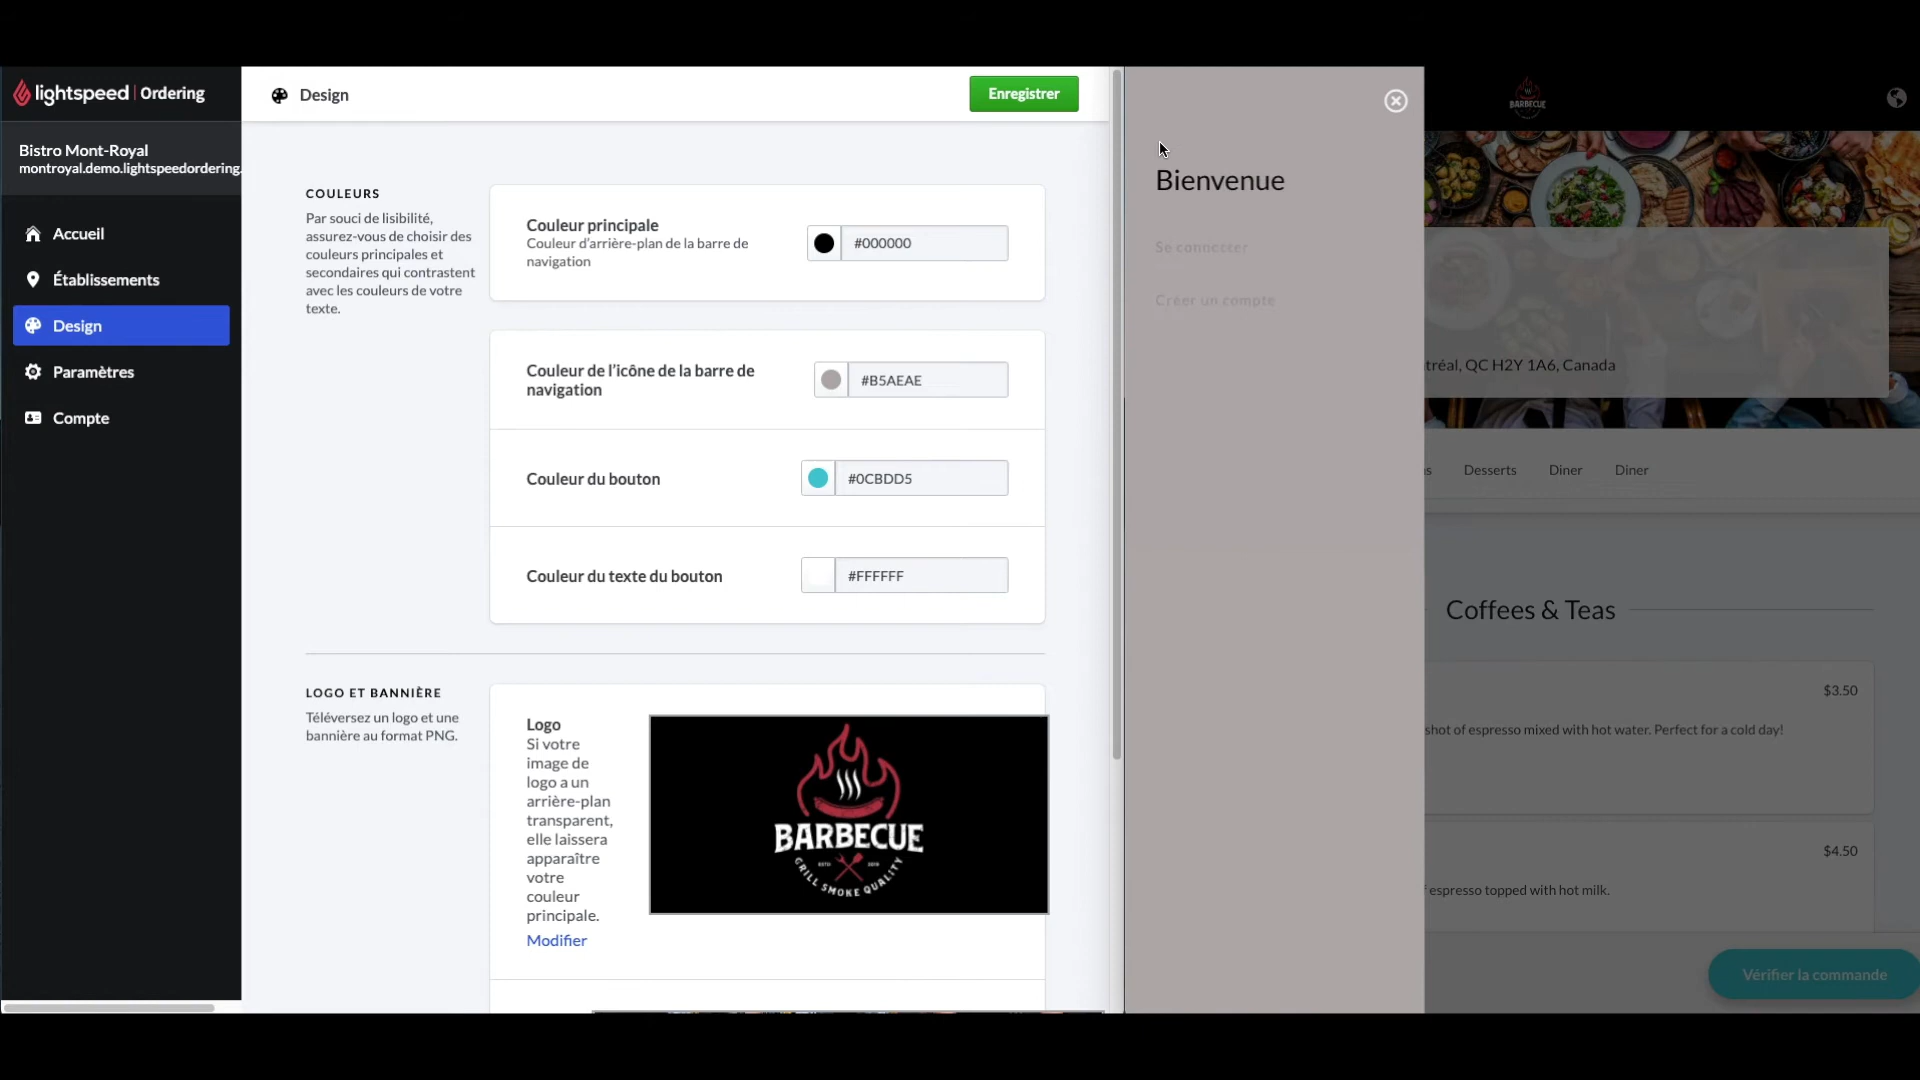 lightspeed | Ordering
Bistro Mont-Royal
montroyal.demo.lightspeedordering.
Accueil
Établissements
Design
Paramètres
Compte
Design
Enregistrer
COULEURS
Par souci de lisibilité,
assurez-vous de choisir des
couleurs principales et
secondaires qui contrastent
avec les couleurs de votre
texte.
Couleur principale
Couleur d'arrière-plan de la barre de
navigation
#000000
Couleur de l'icône de la barre de
navigation
#B5AEAE
Couleur du bouton
#0CBDD5
Couleur du texte du bouton
#FFFFFF
LOGO ET BANNIÈRE
Téléversez un logo et une
bannière au format PNG.
Logo
Si votre
image de
logo a un
arrière-plan
transparent,
elle laissera
apparaître
votre
couleur
principale.
Modifier
BARBECUE
GRILL SMOKE QUALITY
Bienvenue
Se connecter
Créer un compte
BARBECUE
tréal, QC H2Y 1A6, Canada
Desserts
Diner
Diner
Coffees & Teas
$3.50
shot of espresso mixed with hot water. Perfect for a cold day!
$4.50
espresso topped with hot milk.
Vérifier la commande